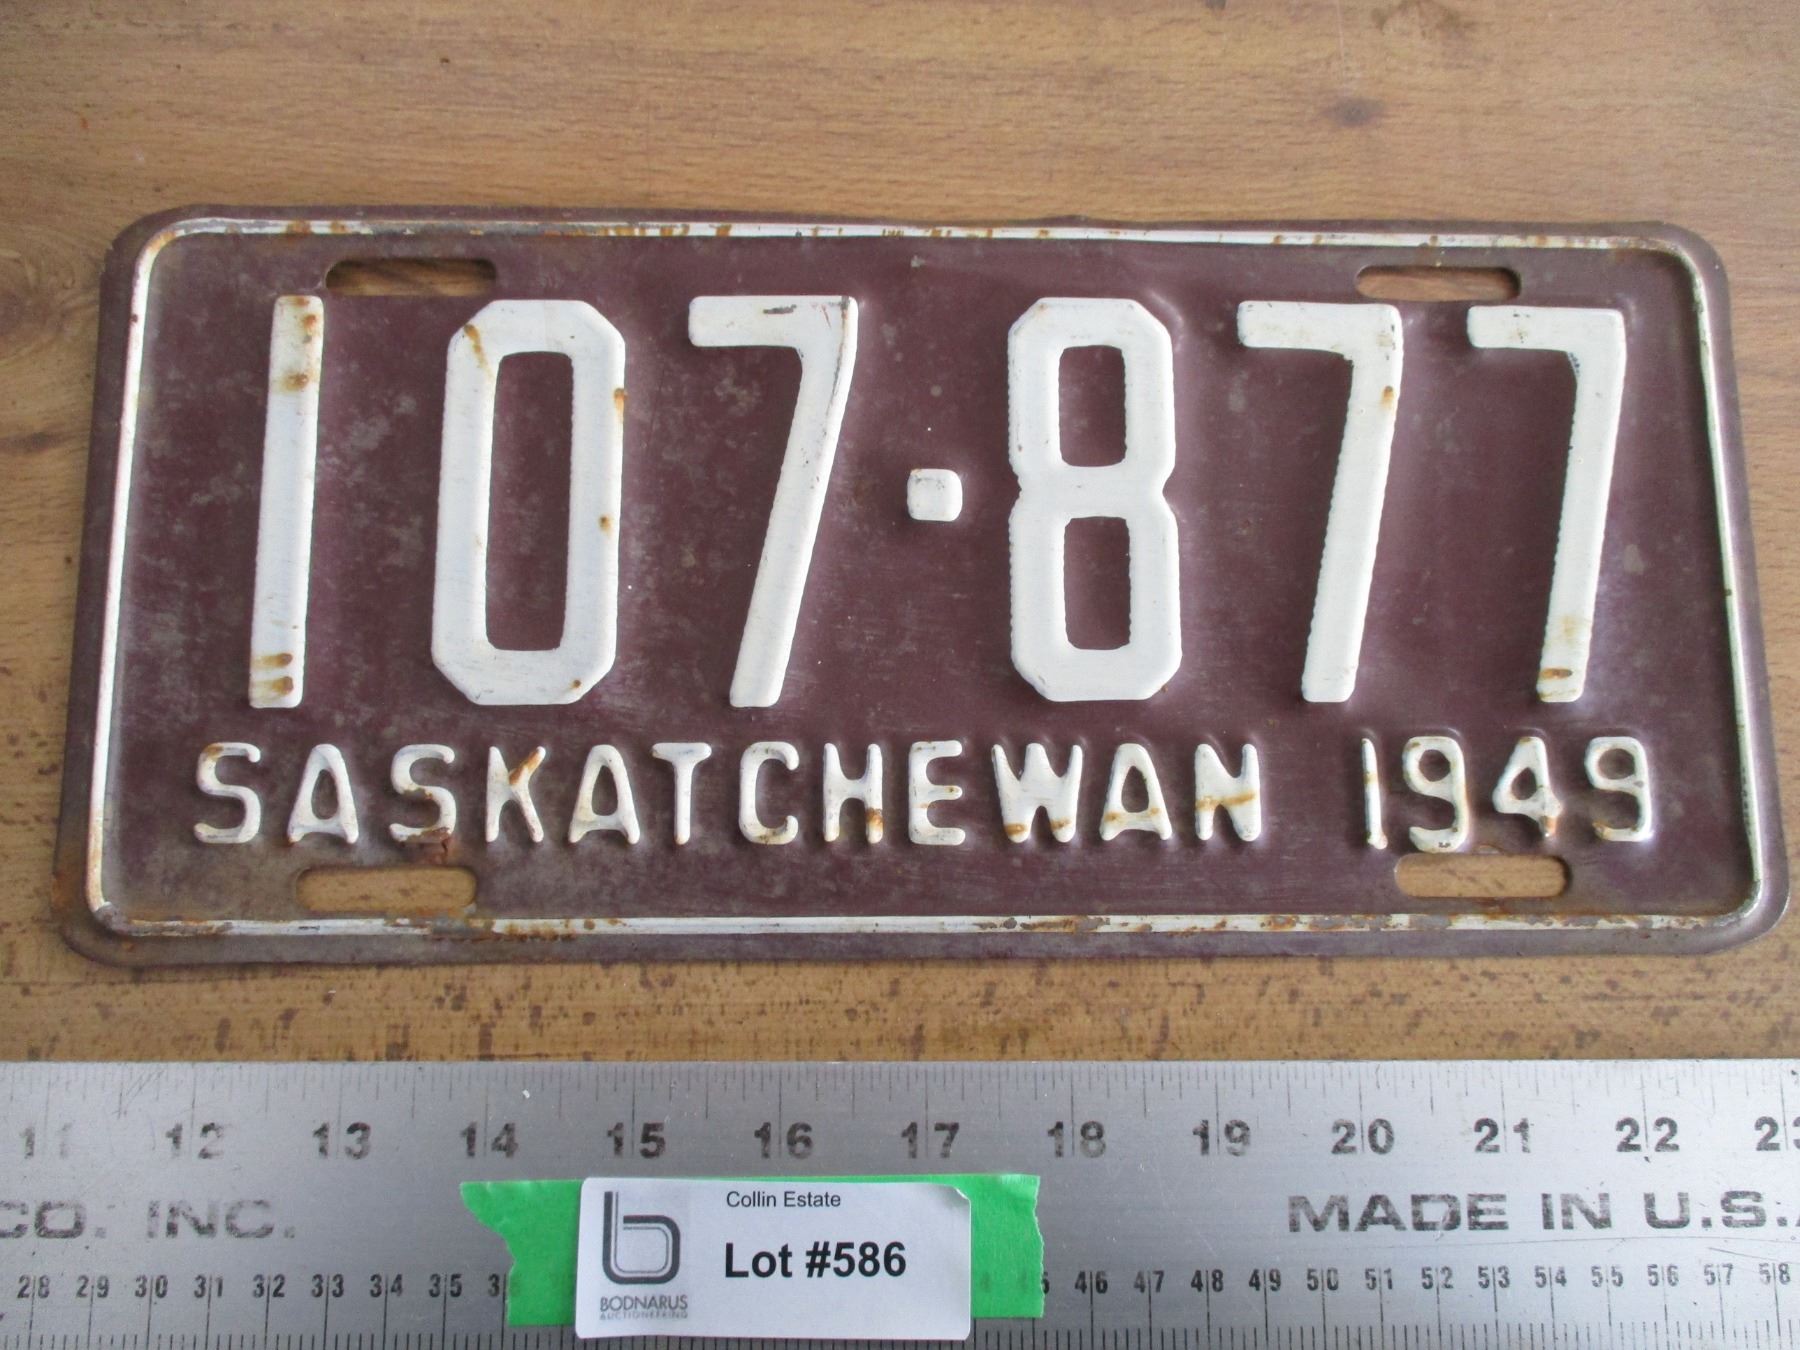 107·877
SASKATCHEWAN 1949
11 12 13 14 15 16 17 18 19 20 21 22
CO. INC.
MADE IN U.S.
28 29 30 31 32 33 34 35 46 47 48 49 50 51 52 53 54 55 56 57 58
Collin Estate
Lot #586
BODNARUS
AUCTIONEERING